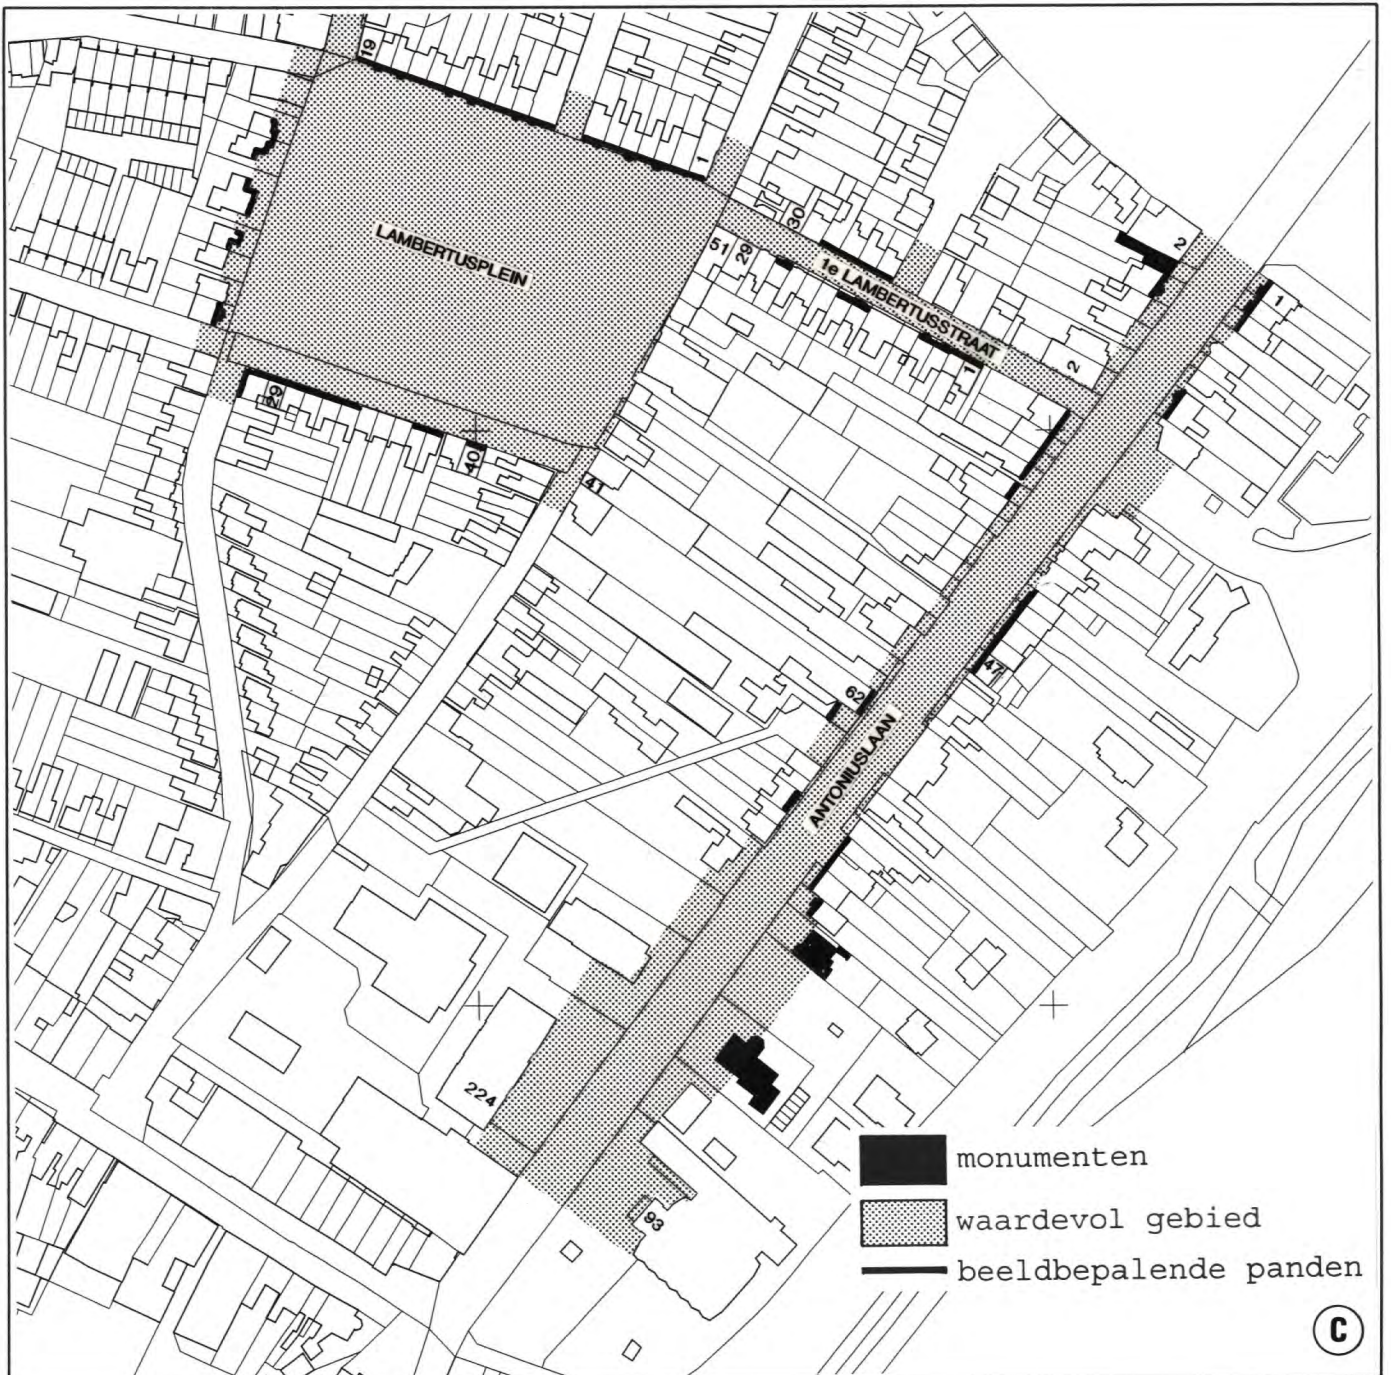 19
1
LAMBERTUSPLEIN
30
51
29
1e LAMBERTUSSTRAAT
2
1
1
2
29
40
41
62
47
ANTONIUSLAAN
224
93
monumenten
waardevol gebied
beeldbepalende panden
C